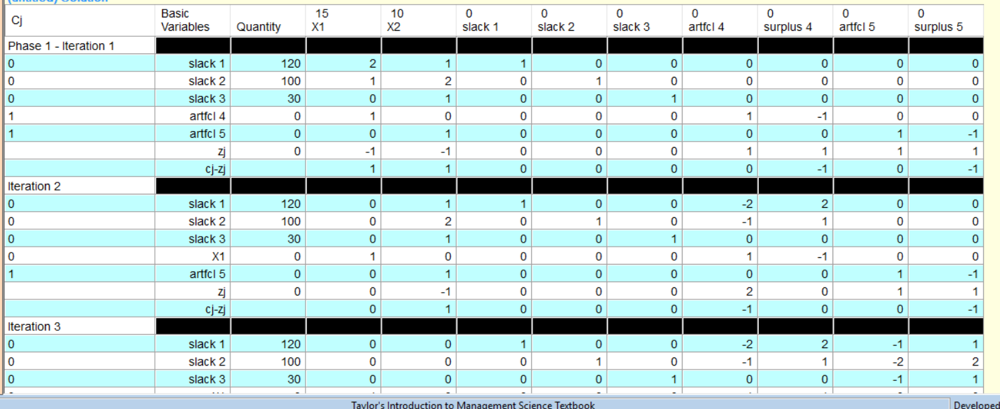 (untitled) Solution
Cj Basic Variables Quantity 15 X1 10 X2 0 slack 1 0 slack 2 0 slack 3 0 artfcl 4 0 surplus 4 0 artfcl 5 0 surplus 5
Phase 1 - Iteration 1
0 slack 1 120 2 1 1 0 0 0 0 0 0
0 slack 2 100 1 2 0 1 0 0 0 0 0
0 slack 3 30 0 1 0 0 1 0 0 0 0
1 artfcl 4 0 1 0 0 0 0 1 -1 0 0
1 artfcl 5 0 0 1 0 0 0 0 0 1 -1
zj 0 -1 -1 0 0 0 1 1 1 1
cj-zj 1 1 0 0 0 0 -1 0 -1
Iteration 2
0 slack 1 120 0 1 1 0 0 -2 2 0 0
0 slack 2 100 0 2 0 1 0 -1 1 0 0
0 slack 3 30 0 1 0 0 1 0 0 0 0
0 X1 0 1 0 0 0 0 1 -1 0 0
1 artfcl 5 0 0 1 0 0 0 0 0 1 -1
zj 0 0 -1 0 0 0 2 0 1 1
cj-zj 0 1 0 0 0 -1 0 0 -1
Iteration 3
0 slack 1 120 0 0 1 0 0 -2 2 -1 1
0 slack 2 100 0 0 0 1 0 -1 1 -2 2
0 slack 3 30 0 0 0 0 1 0 0 -1 1
Taylor's Introduction to Management Science Textbook
Developed